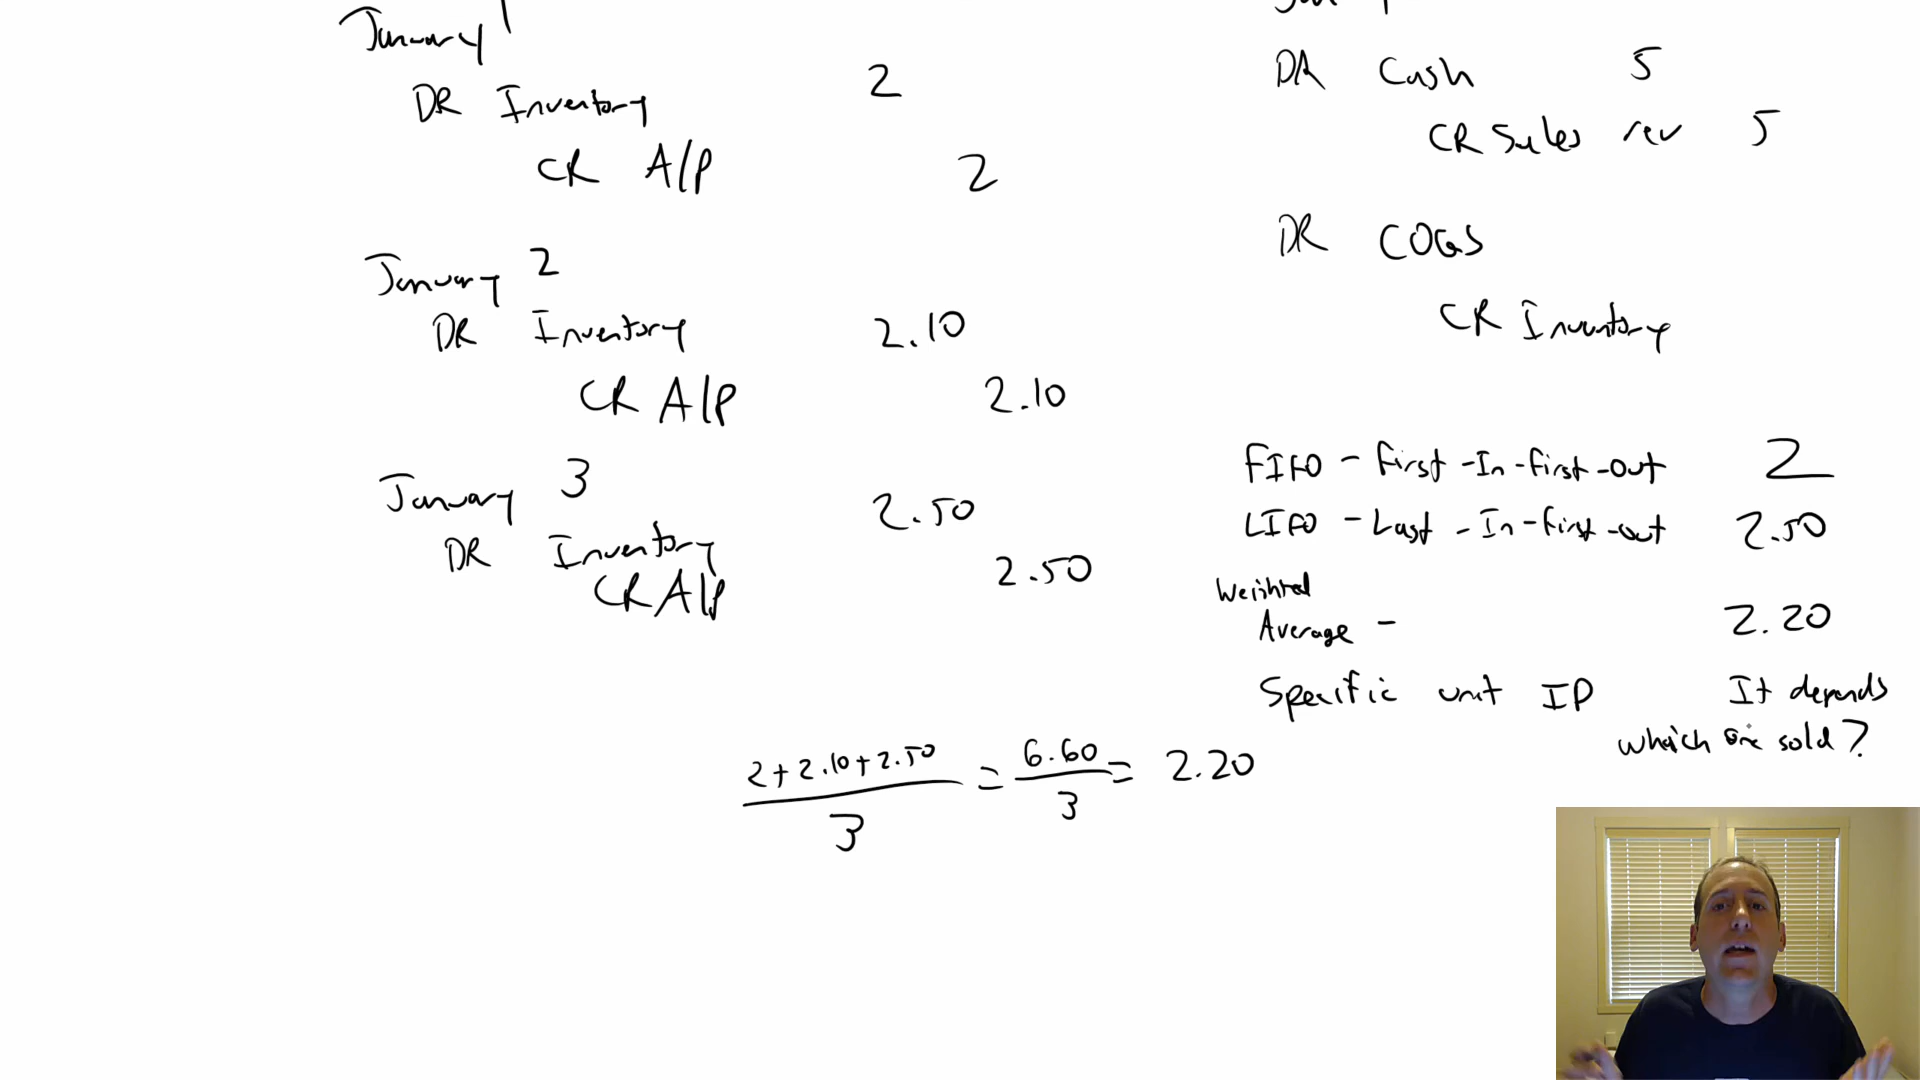 January 1
DR Inventory 2
CR A/P 2
January 2
DR Inventory 2.10
CR A/P 2.10
January 3
DR Inventory 2.50
CR A/P 2.50
2+2.10+2.50 / 3 = 6.60 / 3 = 2.20
DR Cash 5
CR Sales rev 5
DR COGS
CR Inventory
FIFO - First-In-first-out 2
LIFO - Last-In-first-out 2.50
Weighted
Average - 2.20
Specific unit ID It depends
which one sold?